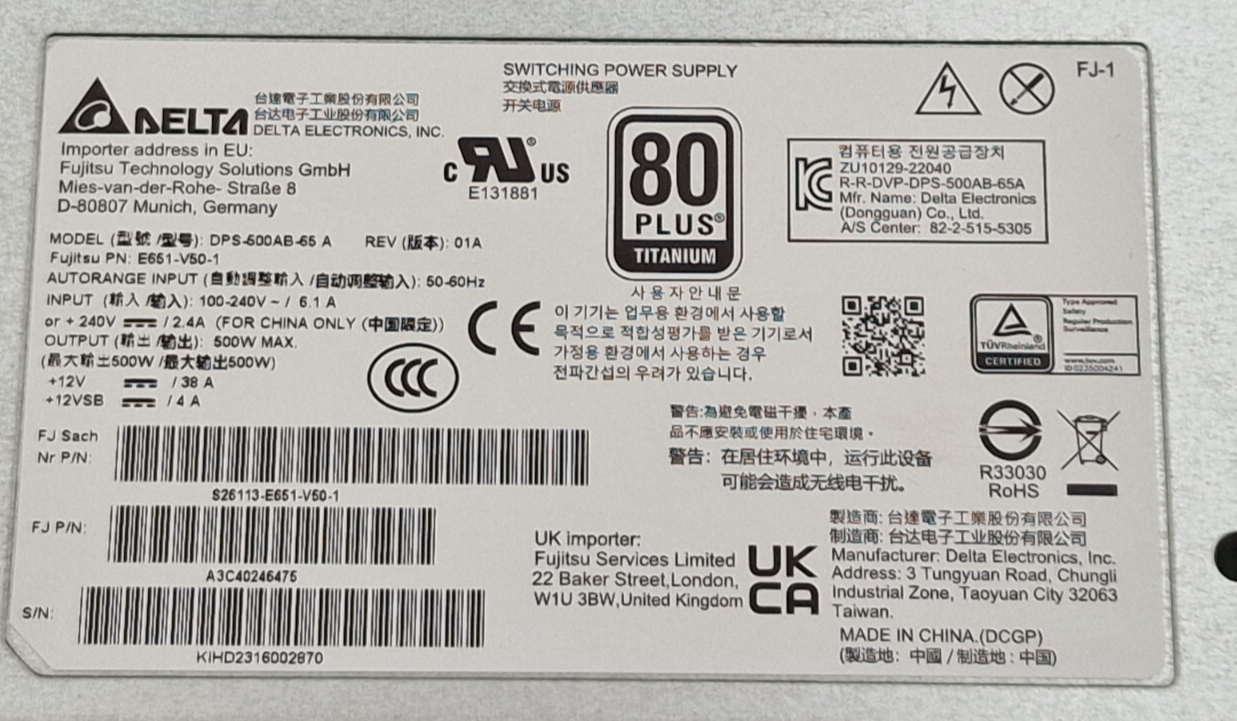 SWITCHING POWER SUPPLY
交換式電源供應器
开关电源
FJ-1
DELTA
台達電子工業股份有限公司
台达电子工业股份有限公司
DELTA ELECTRONICS, INC.
Importer address in EU:
Fujitsu Technology Solutions GmbH
Mies-van-der-Rohe- Straße 8
D-80807 Munich, Germany
C UR® US
E131881
80
PLUS®
TITANIUM
컴퓨터용 전원공급장치
ZU10129-22040
R-R-DVP-DPS-500AB-65A
Mfr. Name: Delta Electronics
(Dongguan) Co., Ltd.
A/S Center: 82-2-515-5305
MODEL (型號 /型号): DPS-500AB-65 A REV (版本): 01A
Fujitsu PN: E651-V50-1
AUTORANGE INPUT (自動調整輸入 /自动调整输入): 50-60Hz
INPUT (輸入 /输入): 100-240V ~ / 6.1 A
or + 240V ⎓ / 2.4A (FOR CHINA ONLY (中國限定))
OUTPUT (輸出 /输出): 500W MAX.
(最大輸出500W /最大输出500W)
+12V ⎓ / 38 A
+12VSB ⎓ / 4 A
CE
CCC
사용자안내문
이 기기는 업무용 환경에서 사용할
목적으로 적합성평가를 받은 기기로서
가정용 환경에서 사용하는 경우
전파간섭의 우려가 있습니다.
TÜVRheinland®
CERTIFIED
Type Approved
Safety
Regular Production
Surveillance
www.tuv.com
ID 0235004241
警告:為避免電磁干擾，本產
品不應安裝或使用於住宅環境。
警告：在居住环境中，运行此设备
可能会造成无线电干扰。
R33030
RoHS
FJ Sach
Nr P/N:
S26113-E651-V50-1
FJ P/N:
A3C40246475
S/N:
KIHD2316002870
UK importer:
Fujitsu Services Limited
22 Baker Street,London,
W1U 3BW,United Kingdom
UK
CA
製造商: 台達電子工業股份有限公司
制造商: 台达电子工业股份有限公司
Manufacturer: Delta Electronics, Inc.
Address: 3 Tungyuan Road, Chungli
Industrial Zone, Taoyuan City 32063
Taiwan.
MADE IN CHINA.(DCGP)
(製造地: 中國 / 制造地 : 中国)